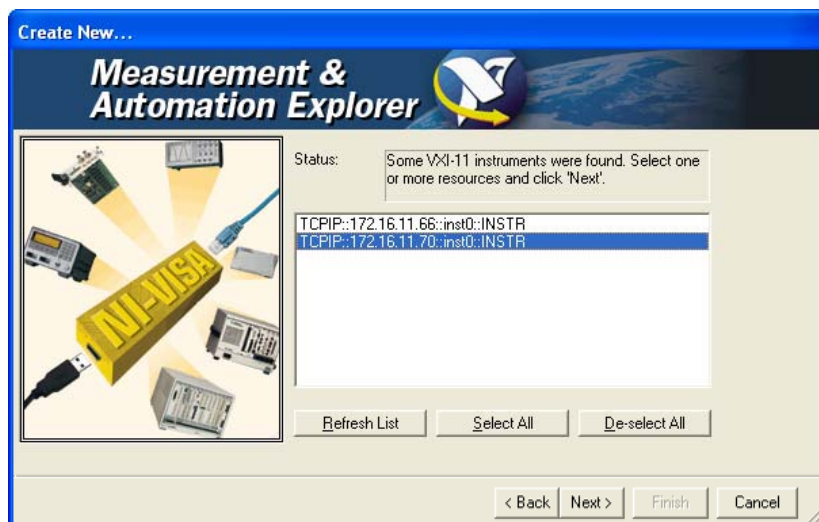 Create New...
Measurement &
Automation Explorer
NI-VISA
Status:
Some VXI-11 instruments were found. Select one
or more resources and click 'Next'.
TCPIP::172.16.11.66::inst0::INSTR
TCPIP::172.16.11.70::inst0::INSTR
Refresh List
Select All
De-select All
< Back
Next >
Finish
Cancel